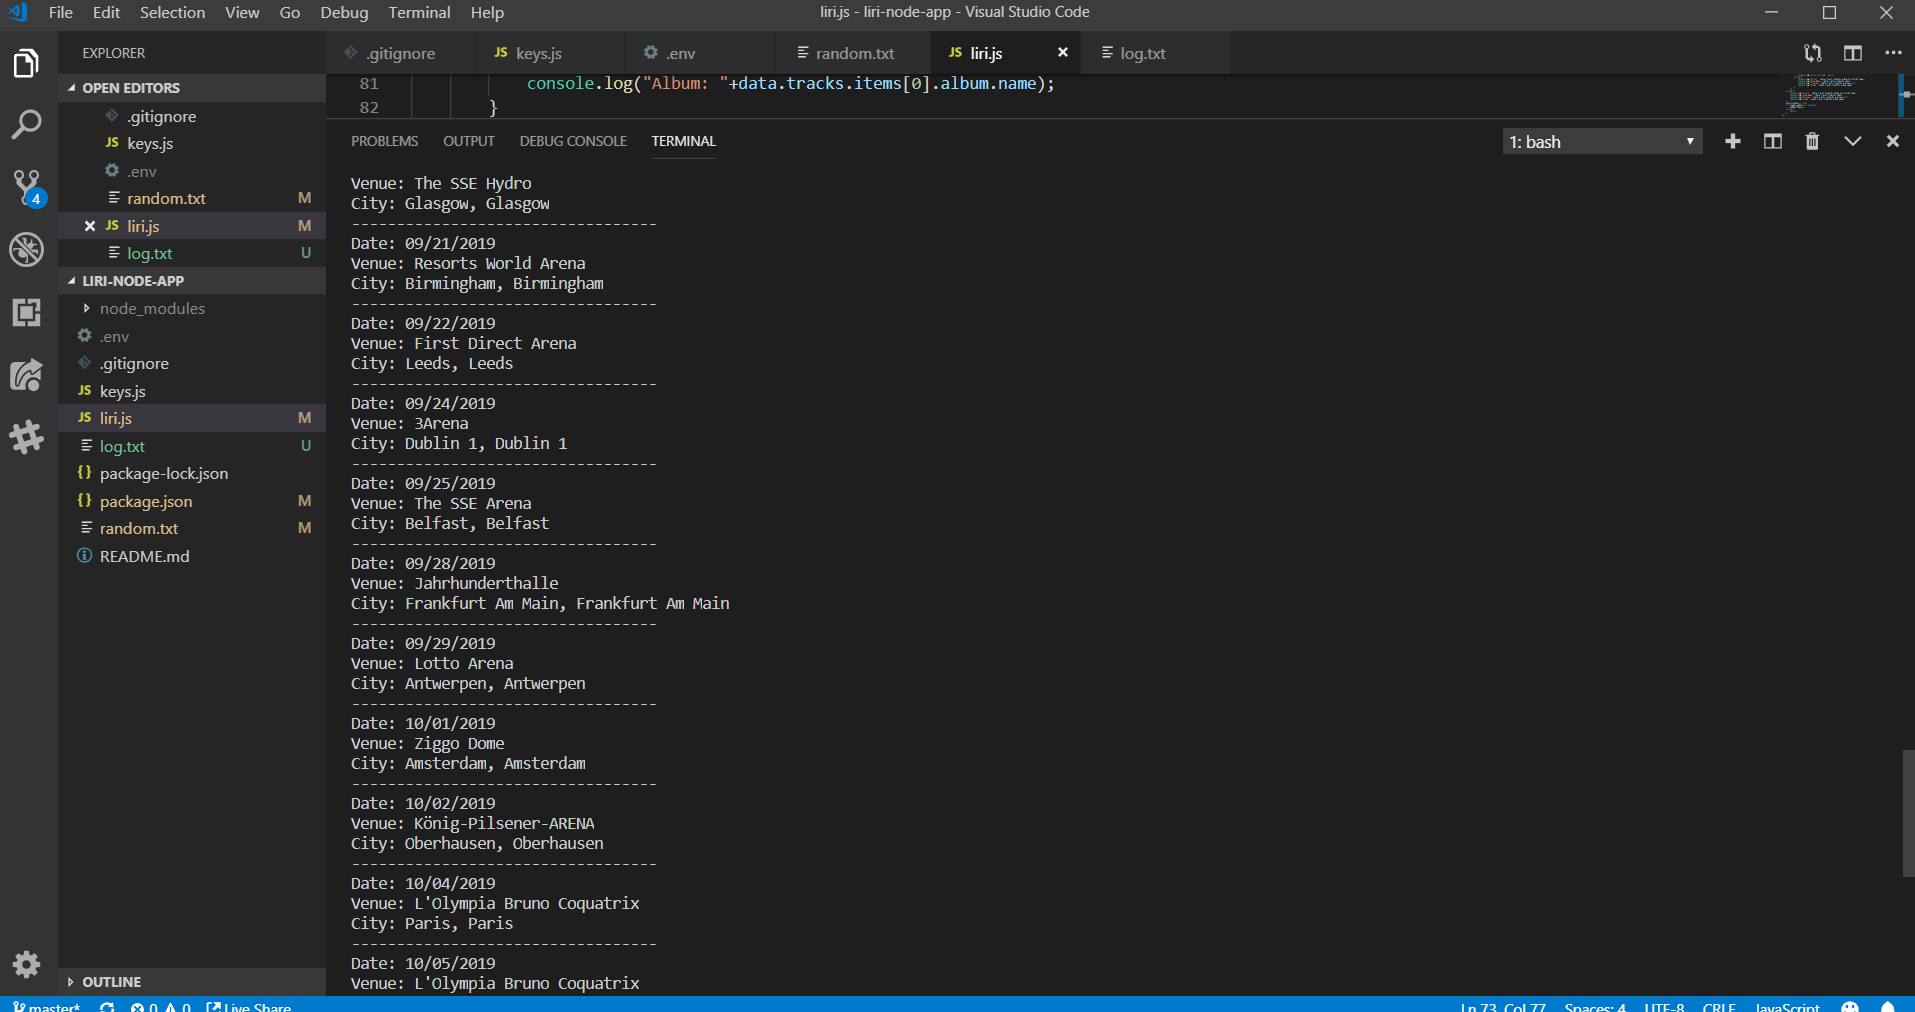 File Edit Selection View Go Debug Terminal Help
liri.js - liri-node-app - Visual Studio Code
EXPLORER
.gitignore
JS keys.js
.env
random.txt
JS liri.js
log.txt
OPEN EDITORS
.gitignore
JS keys.js
.env
random.txt M
JS liri.js M
log.txt U
LIRI-NODE-APP
node_modules
.env
.gitignore
JS keys.js
JS liri.js M
log.txt U
{} package-lock.json
{} package.json M
random.txt M
README.md
OUTLINE
4
81 console.log("Album: "+data.tracks.items[0].album.name);
82 }
PROBLEMS OUTPUT DEBUG CONSOLE TERMINAL
1: bash
Venue: The SSE Hydro
City: Glasgow, Glasgow
----------------------------------
Date: 09/21/2019
Venue: Resorts World Arena
City: Birmingham, Birmingham
----------------------------------
Date: 09/22/2019
Venue: First Direct Arena
City: Leeds, Leeds
----------------------------------
Date: 09/24/2019
Venue: 3Arena
City: Dublin 1, Dublin 1
----------------------------------
Date: 09/25/2019
Venue: The SSE Arena
City: Belfast, Belfast
----------------------------------
Date: 09/28/2019
Venue: Jahrhunderthalle
City: Frankfurt Am Main, Frankfurt Am Main
----------------------------------
Date: 09/29/2019
Venue: Lotto Arena
City: Antwerpen, Antwerpen
----------------------------------
Date: 10/01/2019
Venue: Ziggo Dome
City: Amsterdam, Amsterdam
----------------------------------
Date: 10/02/2019
Venue: König-Pilsener-ARENA
City: Oberhausen, Oberhausen
----------------------------------
Date: 10/04/2019
Venue: L'Olympia Bruno Coquatrix
City: Paris, Paris
----------------------------------
Date: 10/05/2019
Venue: L'Olympia Bruno Coquatrix
master* 0 0 Live Share
Ln 73, Col 77 Spaces: 4 UTF-8 CRLF JavaScript